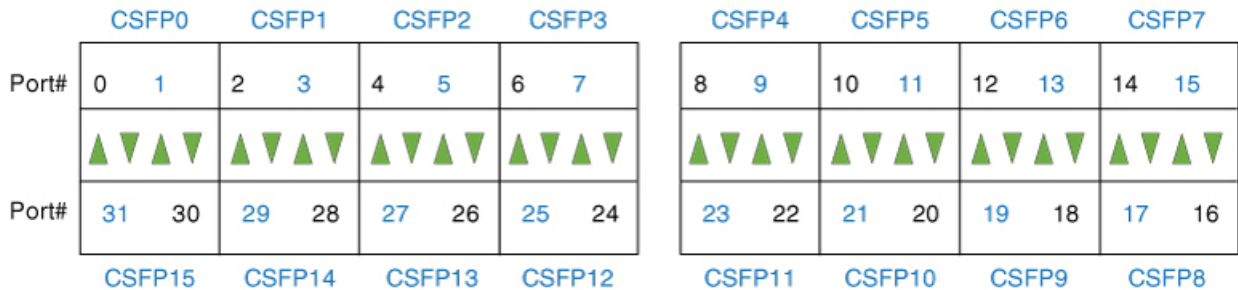 CSFP0 CSFP1 CSFP2 CSFP3 CSFP4 CSFP5 CSFP6 CSFP7
Port# 0 1 2 3 4 5 6 7 8 9 10 11 12 13 14 15
Port# 31 30 29 28 27 26 25 24 23 22 21 20 19 18 17 16
CSFP15 CSFP14 CSFP13 CSFP12 CSFP11 CSFP10 CSFP9 CSFP8